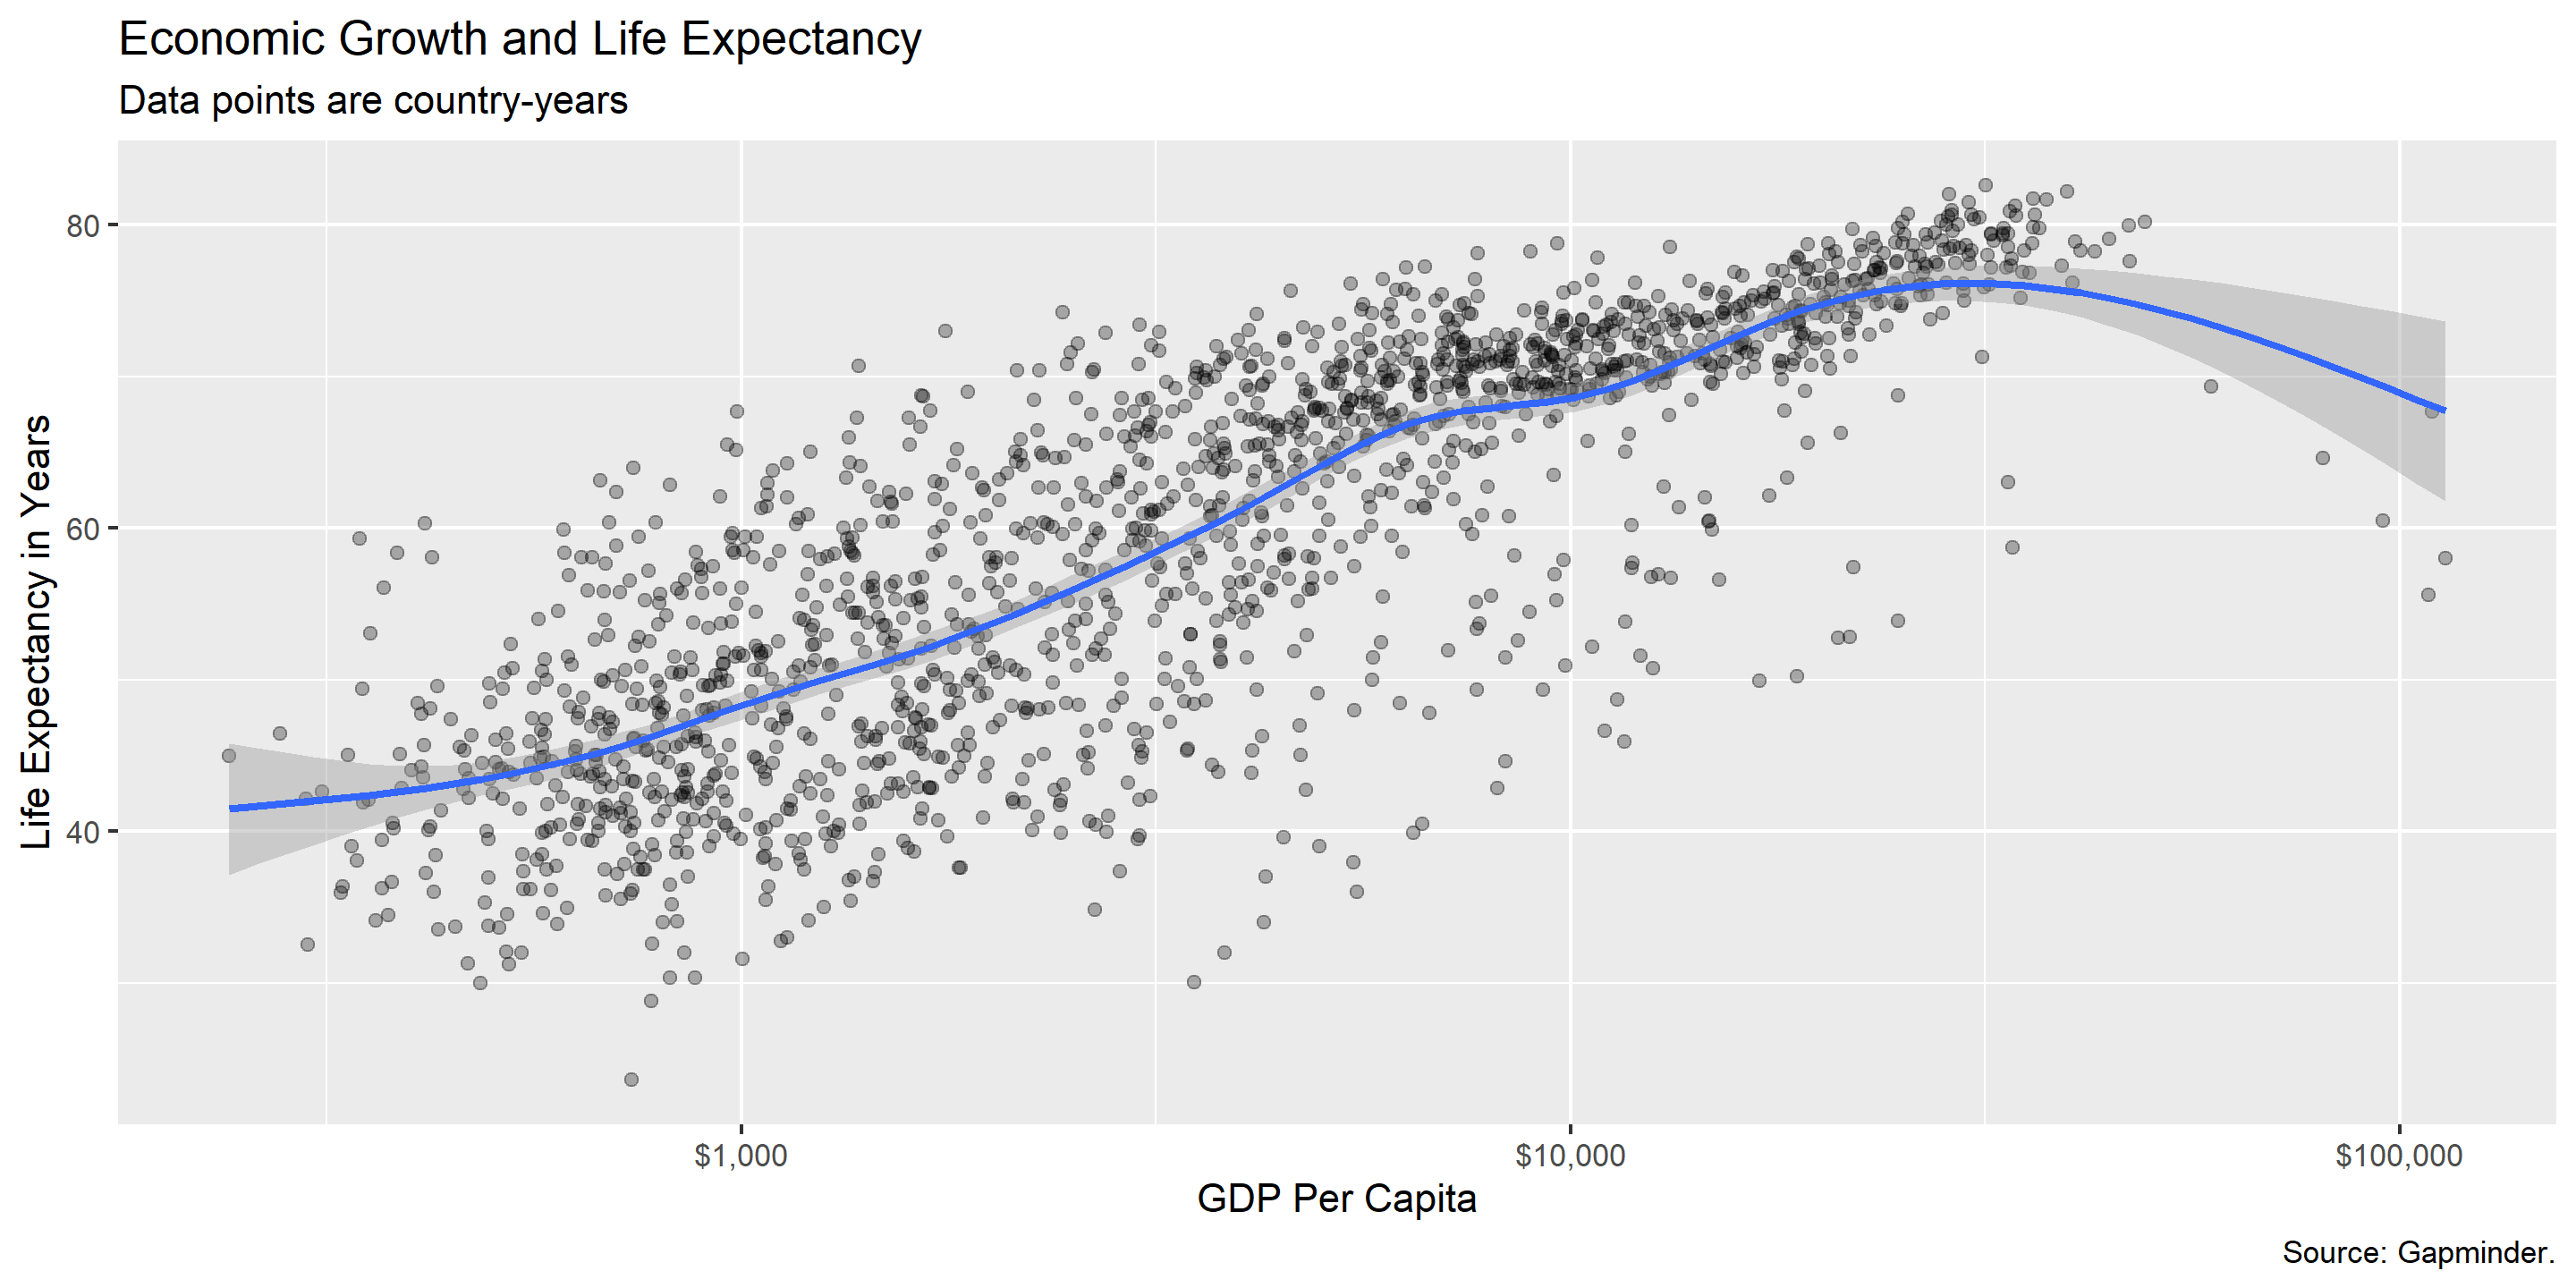 Economic Growth and Life Expectancy
Data points are country-years
Life Expectancy in Years
80
60
40
$1,000
$10,000
$100,000
GDP Per Capita
Source: Gapminder.